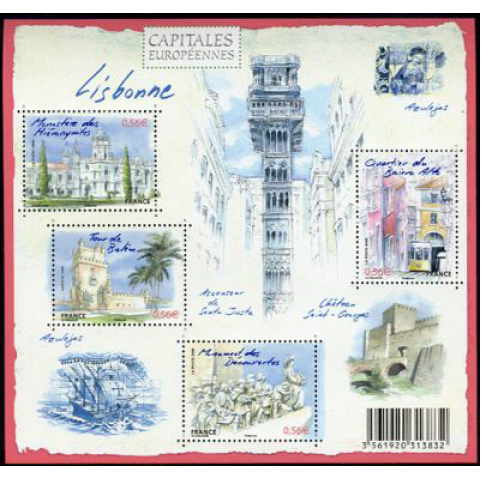 CAPITALES
EUROPÉENNES
Lisbonne
Azulejos
Monastère des
Hiéronymites
0,56€
FRANCE
Quartier du
Bairro Alto
0,56€
FRANCE
Tour de
Belém
FRANCE
0,56€
Ascenseur
de
Santa Justa
Château
Saint-Georges
Azulejos
Monument des
Découvertes
FRANCE
0,56€
3 561920 313832